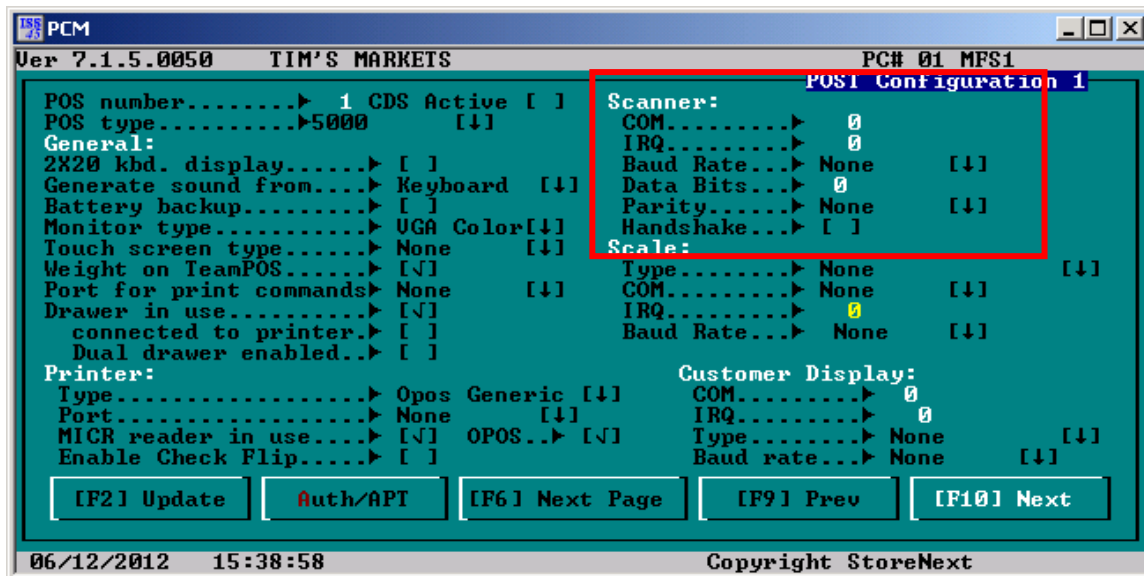 ISS 45 PCM
Ver 7.1.5.0050 TIM'S MARKETS PC# 01 MFS1
POST Configuration 1
POS number........► 1 CDS Active [ ]
POS type..........►5000 [↓]
General:
2X20 kbd. display......► [ ]
Generate sound from....► Keyboard [↓]
Battery backup.........► [ ]
Monitor type...........► VGA Color[↓]
Touch screen type......► None [↓]
Weight on TeamPOS......► [√]
Port for print commands► None [↓]
Drawer in use..........► [√]
connected to printer.► [ ]
Dual drawer enabled..► [ ]
Printer:
Type..................► Opos Generic [↓]
Port..................► None [↓]
MICR reader in use....► [√] OPOS..► [√]
Enable Check Flip.....► [ ]
Scanner:
COM.........► 0
IRQ.........► 0
Baud Rate...► None [↓]
Data Bits...► 0
Parity......► None [↓]
Handshake...► [ ]
Scale:
Type........► None [↓]
COM.........► None [↓]
IRQ.........► 0
Baud Rate...► None [↓]
Customer Display:
COM.........► 0
IRQ.........► 0
Type........► None [↓]
Baud rate...► None [↓]
[F2] Update Auth/APT [F6] Next Page [F9] Prev [F10] Next
06/12/2012 15:38:58 Copyright StoreNext